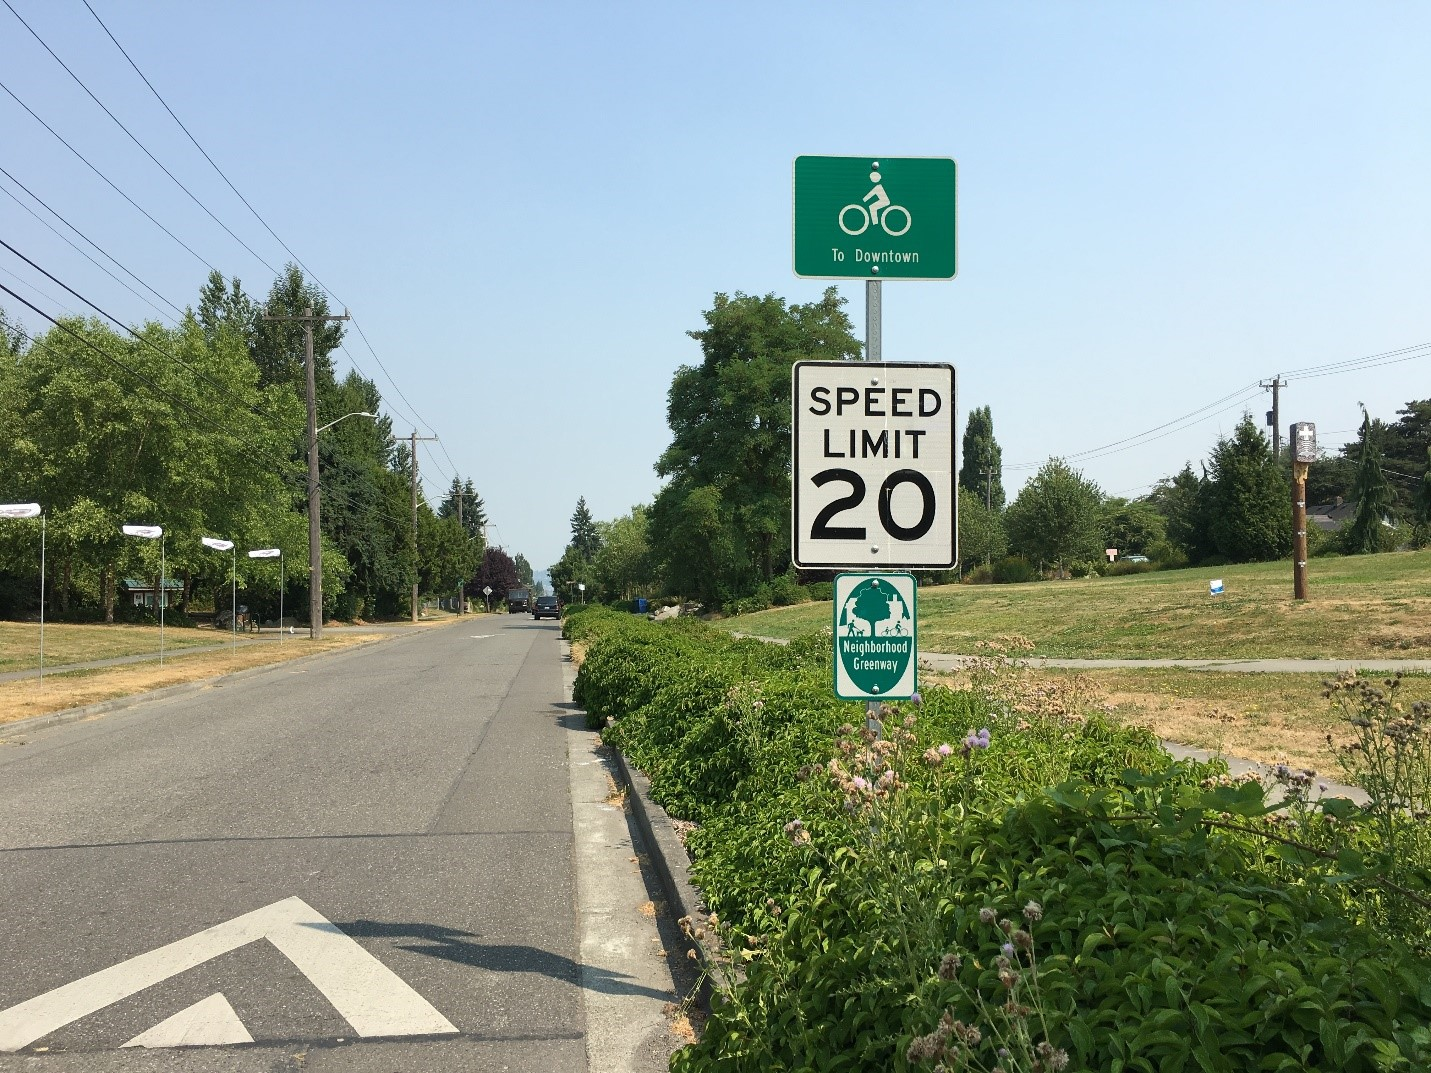 To Downtown
SPEED
LIMIT
20
Neighborhood
Greenway